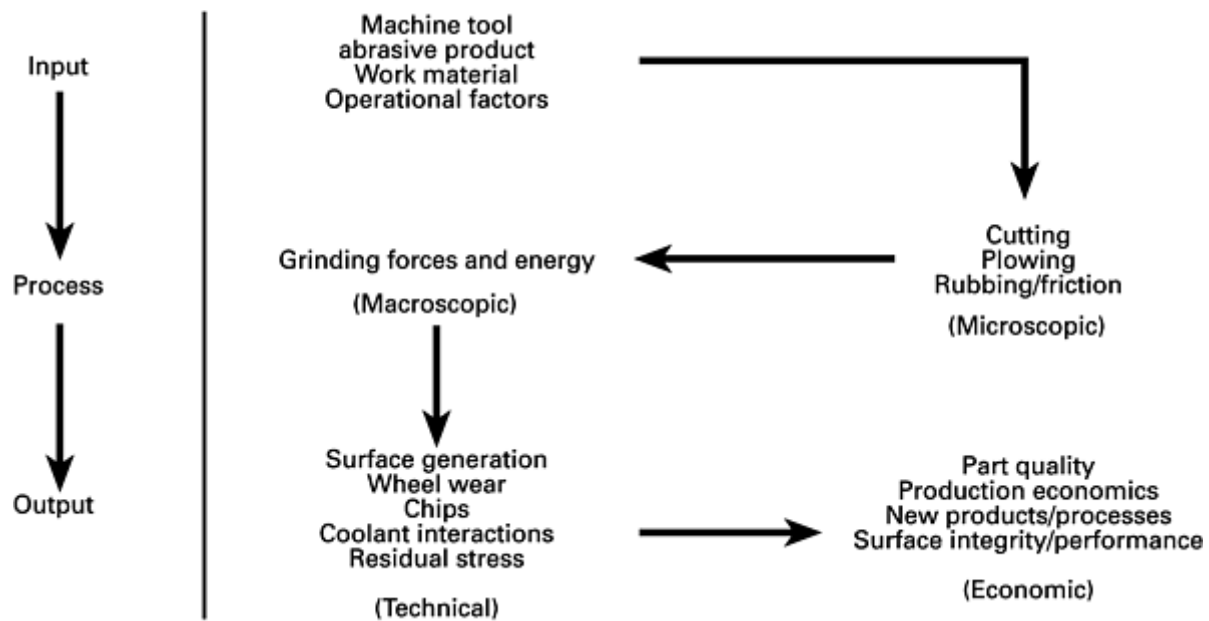 Input
Process
Output
Machine tool
abrasive product
Work material
Operational factors
Cutting
Plowing
Rubbing/friction
(Microscopic)
Grinding forces and energy
(Macroscopic)
Surface generation
Wheel wear
Chips
Coolant interactions
Residual stress
(Technical)
Part quality
Production economics
New products/processes
Surface integrity/performance
(Economic)